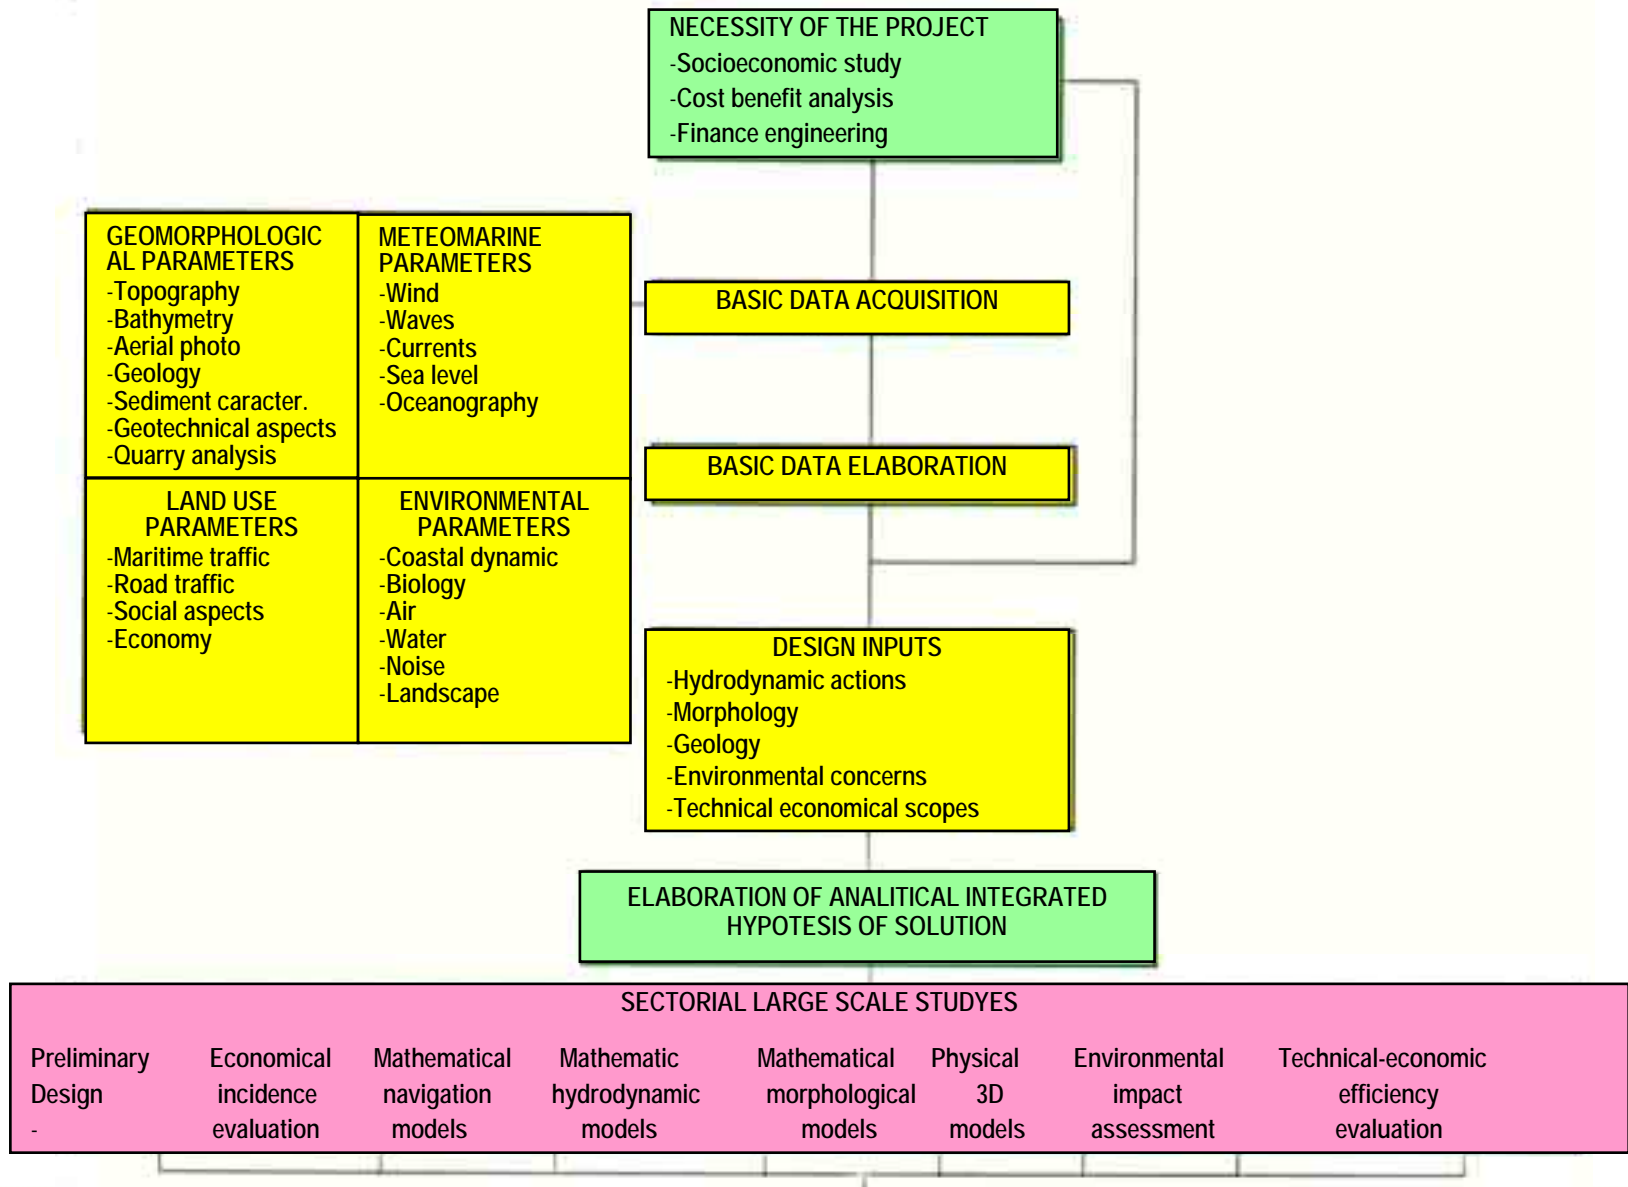 NECESSITY OF THE PROJECT
-Socioeconomic study
-Cost benefit analysis
-Finance engineering
GEOMORPHOLOGIC
AL PARAMETERS
-Topography
-Bathymetry
-Aerial photo
-Geology
-Sediment caracter.
-Geotechnical aspects
-Quarry analysis
METEOMARINE
PARAMETERS
-Wind
-Waves
-Currents
-Sea level
-Oceanography
BASIC DATA ACQUISITION
BASIC DATA ELABORATION
LAND USE
PARAMETERS
-Maritime traffic
-Road traffic
-Social aspects
-Economy
ENVIRONMENTAL
PARAMETERS
-Coastal dynamic
-Biology
-Air
-Water
-Noise
-Landscape
DESIGN INPUTS
-Hydrodynamic actions
-Morphology
-Geology
-Environmental concerns
-Technical economical scopes
ELABORATION OF ANALITICAL INTEGRATED
HYPOTESIS OF SOLUTION
SECTORIAL LARGE SCALE STUDYES
Preliminary
Design
-
Economical
incidence
evaluation
Mathematical
navigation
models
Mathematic
hydrodynamic
models
Mathematical
morphological
models
Physical
3D
models
Environmental
impact
assessment
Technical-economic
efficiency
evaluation